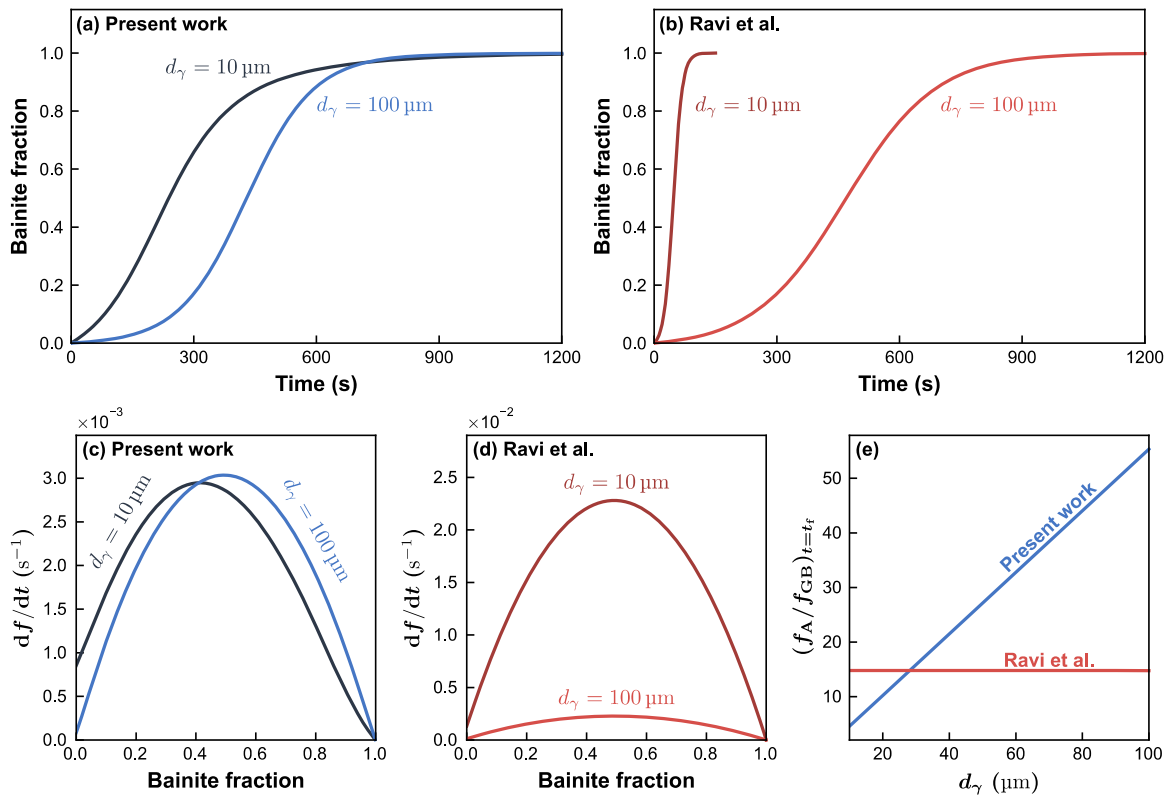 (a) Present work
dγ = 10 µm
dγ = 100 µm
Bainite fraction
1.0
0.8
0.6
0.4
0.2
0.0
0 300 600 900 1200
Time (s)
(b) Ravi et al.
dγ = 10 µm
dγ = 100 µm
Bainite fraction
1.0
0.8
0.6
0.4
0.2
0.0
0 300 600 900 1200
Time (s)
×10⁻³
(c) Present work
dγ = 10 µm
dγ = 100 µm
df/dt (s⁻¹)
3.0
2.5
2.0
1.5
1.0
0.5
0.0
0.0 0.2 0.4 0.6 0.8 1.0
Bainite fraction
×10⁻²
(d) Ravi et al.
dγ = 10 µm
dγ = 100 µm
df/dt (s⁻¹)
2.5
2.0
1.5
1.0
0.5
0.0
0.0 0.2 0.4 0.6 0.8 1.0
Bainite fraction
(e)
Present work
Ravi et al.
(fA/fGB)t=tf
50
40
30
20
10
20 40 60 80 100
dγ (µm)